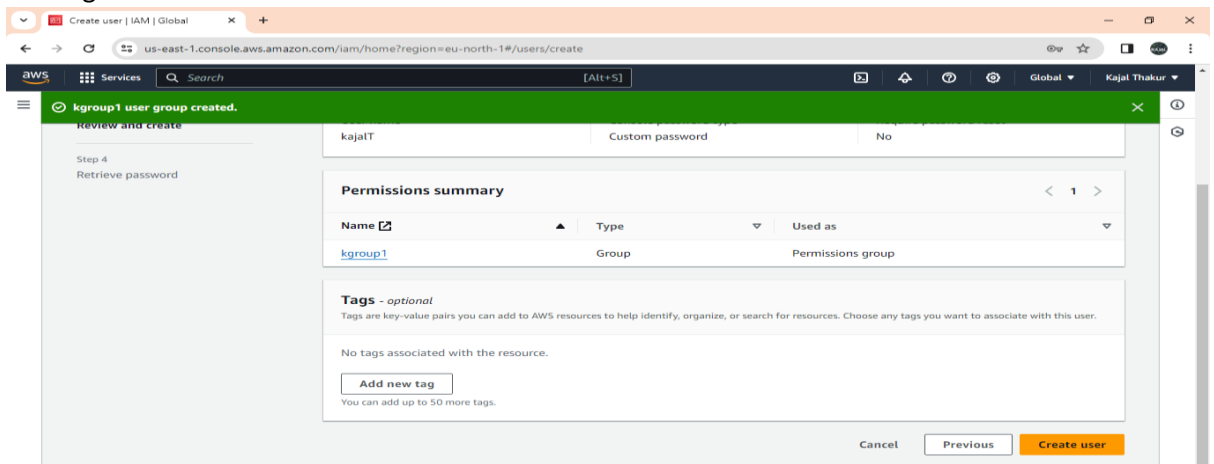 Create user | IAM | Global
us-east-1.console.aws.amazon.com/iam/home?region=eu-north-1#/users/create
aws Services Search [Alt+S] Global Kajal Thakur
kgroup1 user group created.
Review and create
kajalT Custom password No
Step 4
Retrieve password
Permissions summary
1
Name Type Used as
kgroup1 Group Permissions group
Tags - optional
Tags are key-value pairs you can add to AWS resources to help identify, organize, or search for resources. Choose any tags you want to associate with this user.
No tags associated with the resource.
Add new tag
You can add up to 50 more tags.
Cancel Previous Create user